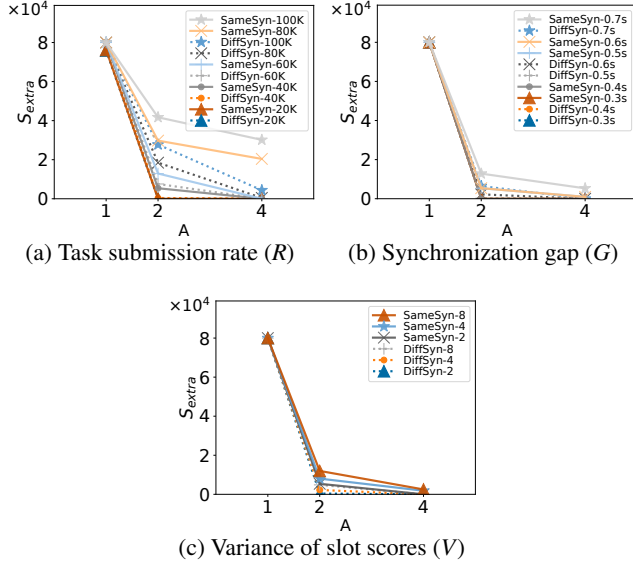 ×10⁴
8
6
4
2
0
S_extra
1
2
4
A
SameSyn-100K
SameSyn-80K
DiffSyn-100K
DiffSyn-80K
SameSyn-60K
DiffSyn-60K
SameSyn-40K
DiffSyn-40K
SameSyn-20K
DiffSyn-20K
(a) Task submission rate (R)
×10⁴
8
6
4
2
0
S_extra
1
2
4
A
SameSyn-0.7s
DiffSyn-0.7s
SameSyn-0.6s
SameSyn-0.5s
DiffSyn-0.6s
DiffSyn-0.5s
SameSyn-0.4s
SameSyn-0.3s
DiffSyn-0.4s
DiffSyn-0.3s
(b) Synchronization gap (G)
×10⁴
8
6
4
2
0
S_extra
1
2
4
A
SameSyn-8
SameSyn-4
SameSyn-2
DiffSyn-8
DiffSyn-4
DiffSyn-2
(c) Variance of slot scores (V)